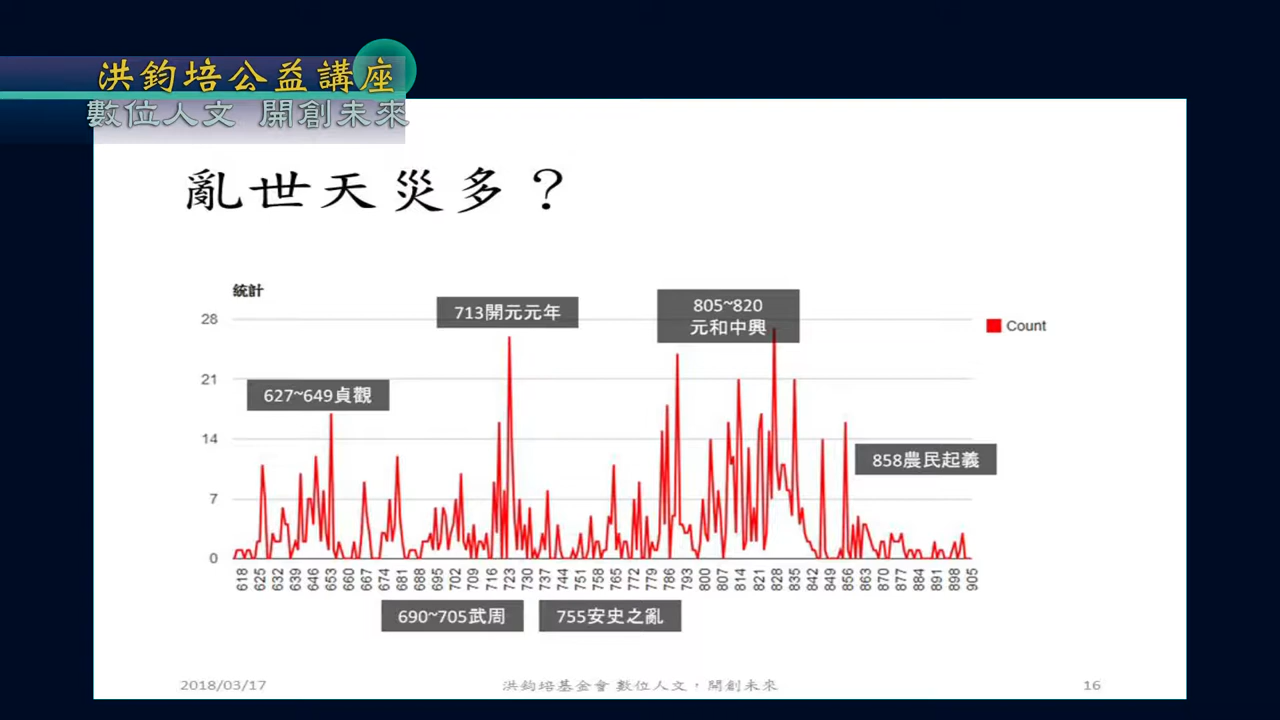 洪鈞培公益講座
數位人文 開創未來
亂世天災多？
統計
713開元元年
805~820
元和中興
28
Count
21
627~649貞觀
14
858農民起義
7
0
618 625 632 639 646 653 660 667 674 681 688 695 702 709 716 723 730 737 744 751 758 765 772 779 786 793 800 807 814 821 828 835 842 849 856 863 870 877 884 891 898 905
690~705武周
755安史之亂
2018/03/17
洪鈞培基金會 數位人文，開創未來
16